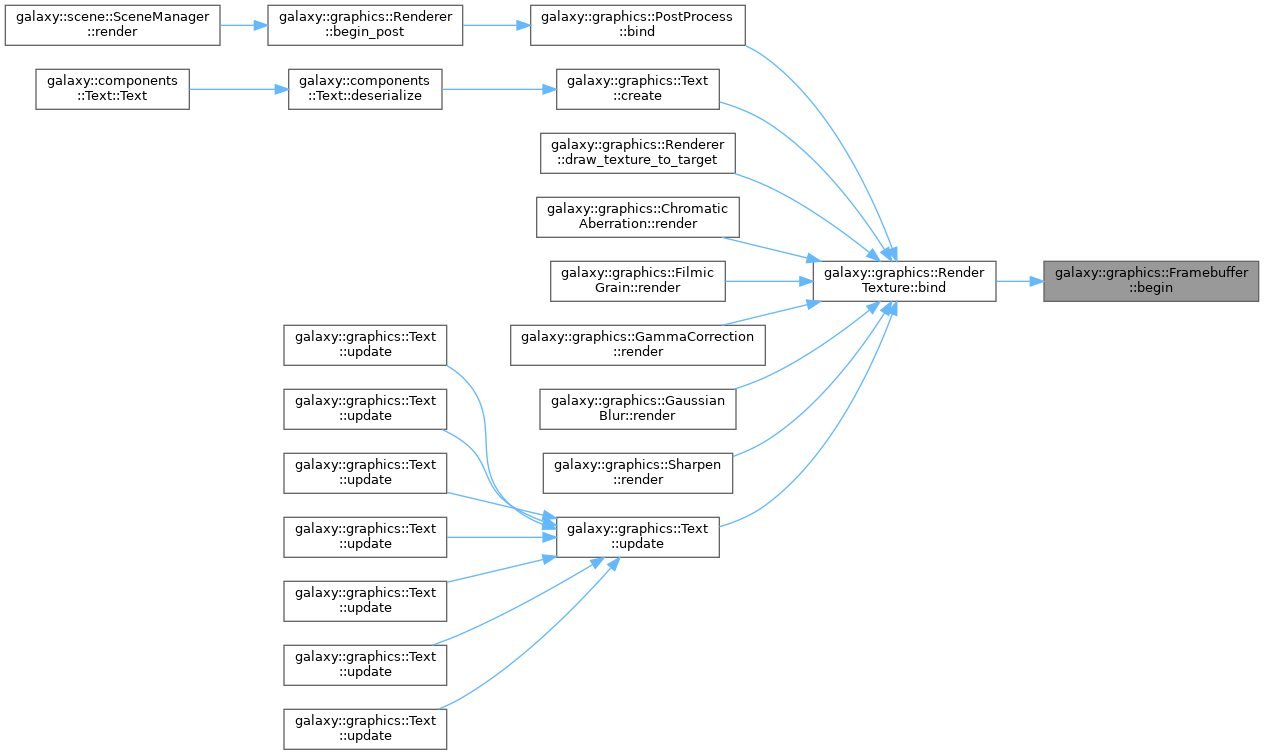 galaxy::scene::SceneManager
::render
galaxy::graphics::Renderer
::begin_post
galaxy::graphics::PostProcess
::bind
galaxy::components
::Text::Text
galaxy::components
::Text::deserialize
galaxy::graphics::Text
::create
galaxy::graphics::Renderer
::draw_texture_to_target
galaxy::graphics::Chromatic
Aberration::render
galaxy::graphics::Filmic
Grain::render
galaxy::graphics::Render
Texture::bind
galaxy::graphics::Framebuffer
::begin
galaxy::graphics::GammaCorrection
::render
galaxy::graphics::Gaussian
Blur::render
galaxy::graphics::Sharpen
::render
galaxy::graphics::Text
::update
galaxy::graphics::Text
::update
galaxy::graphics::Text
::update
galaxy::graphics::Text
::update
galaxy::graphics::Text
::update
galaxy::graphics::Text
::update
galaxy::graphics::Text
::update
galaxy::graphics::Text
::update